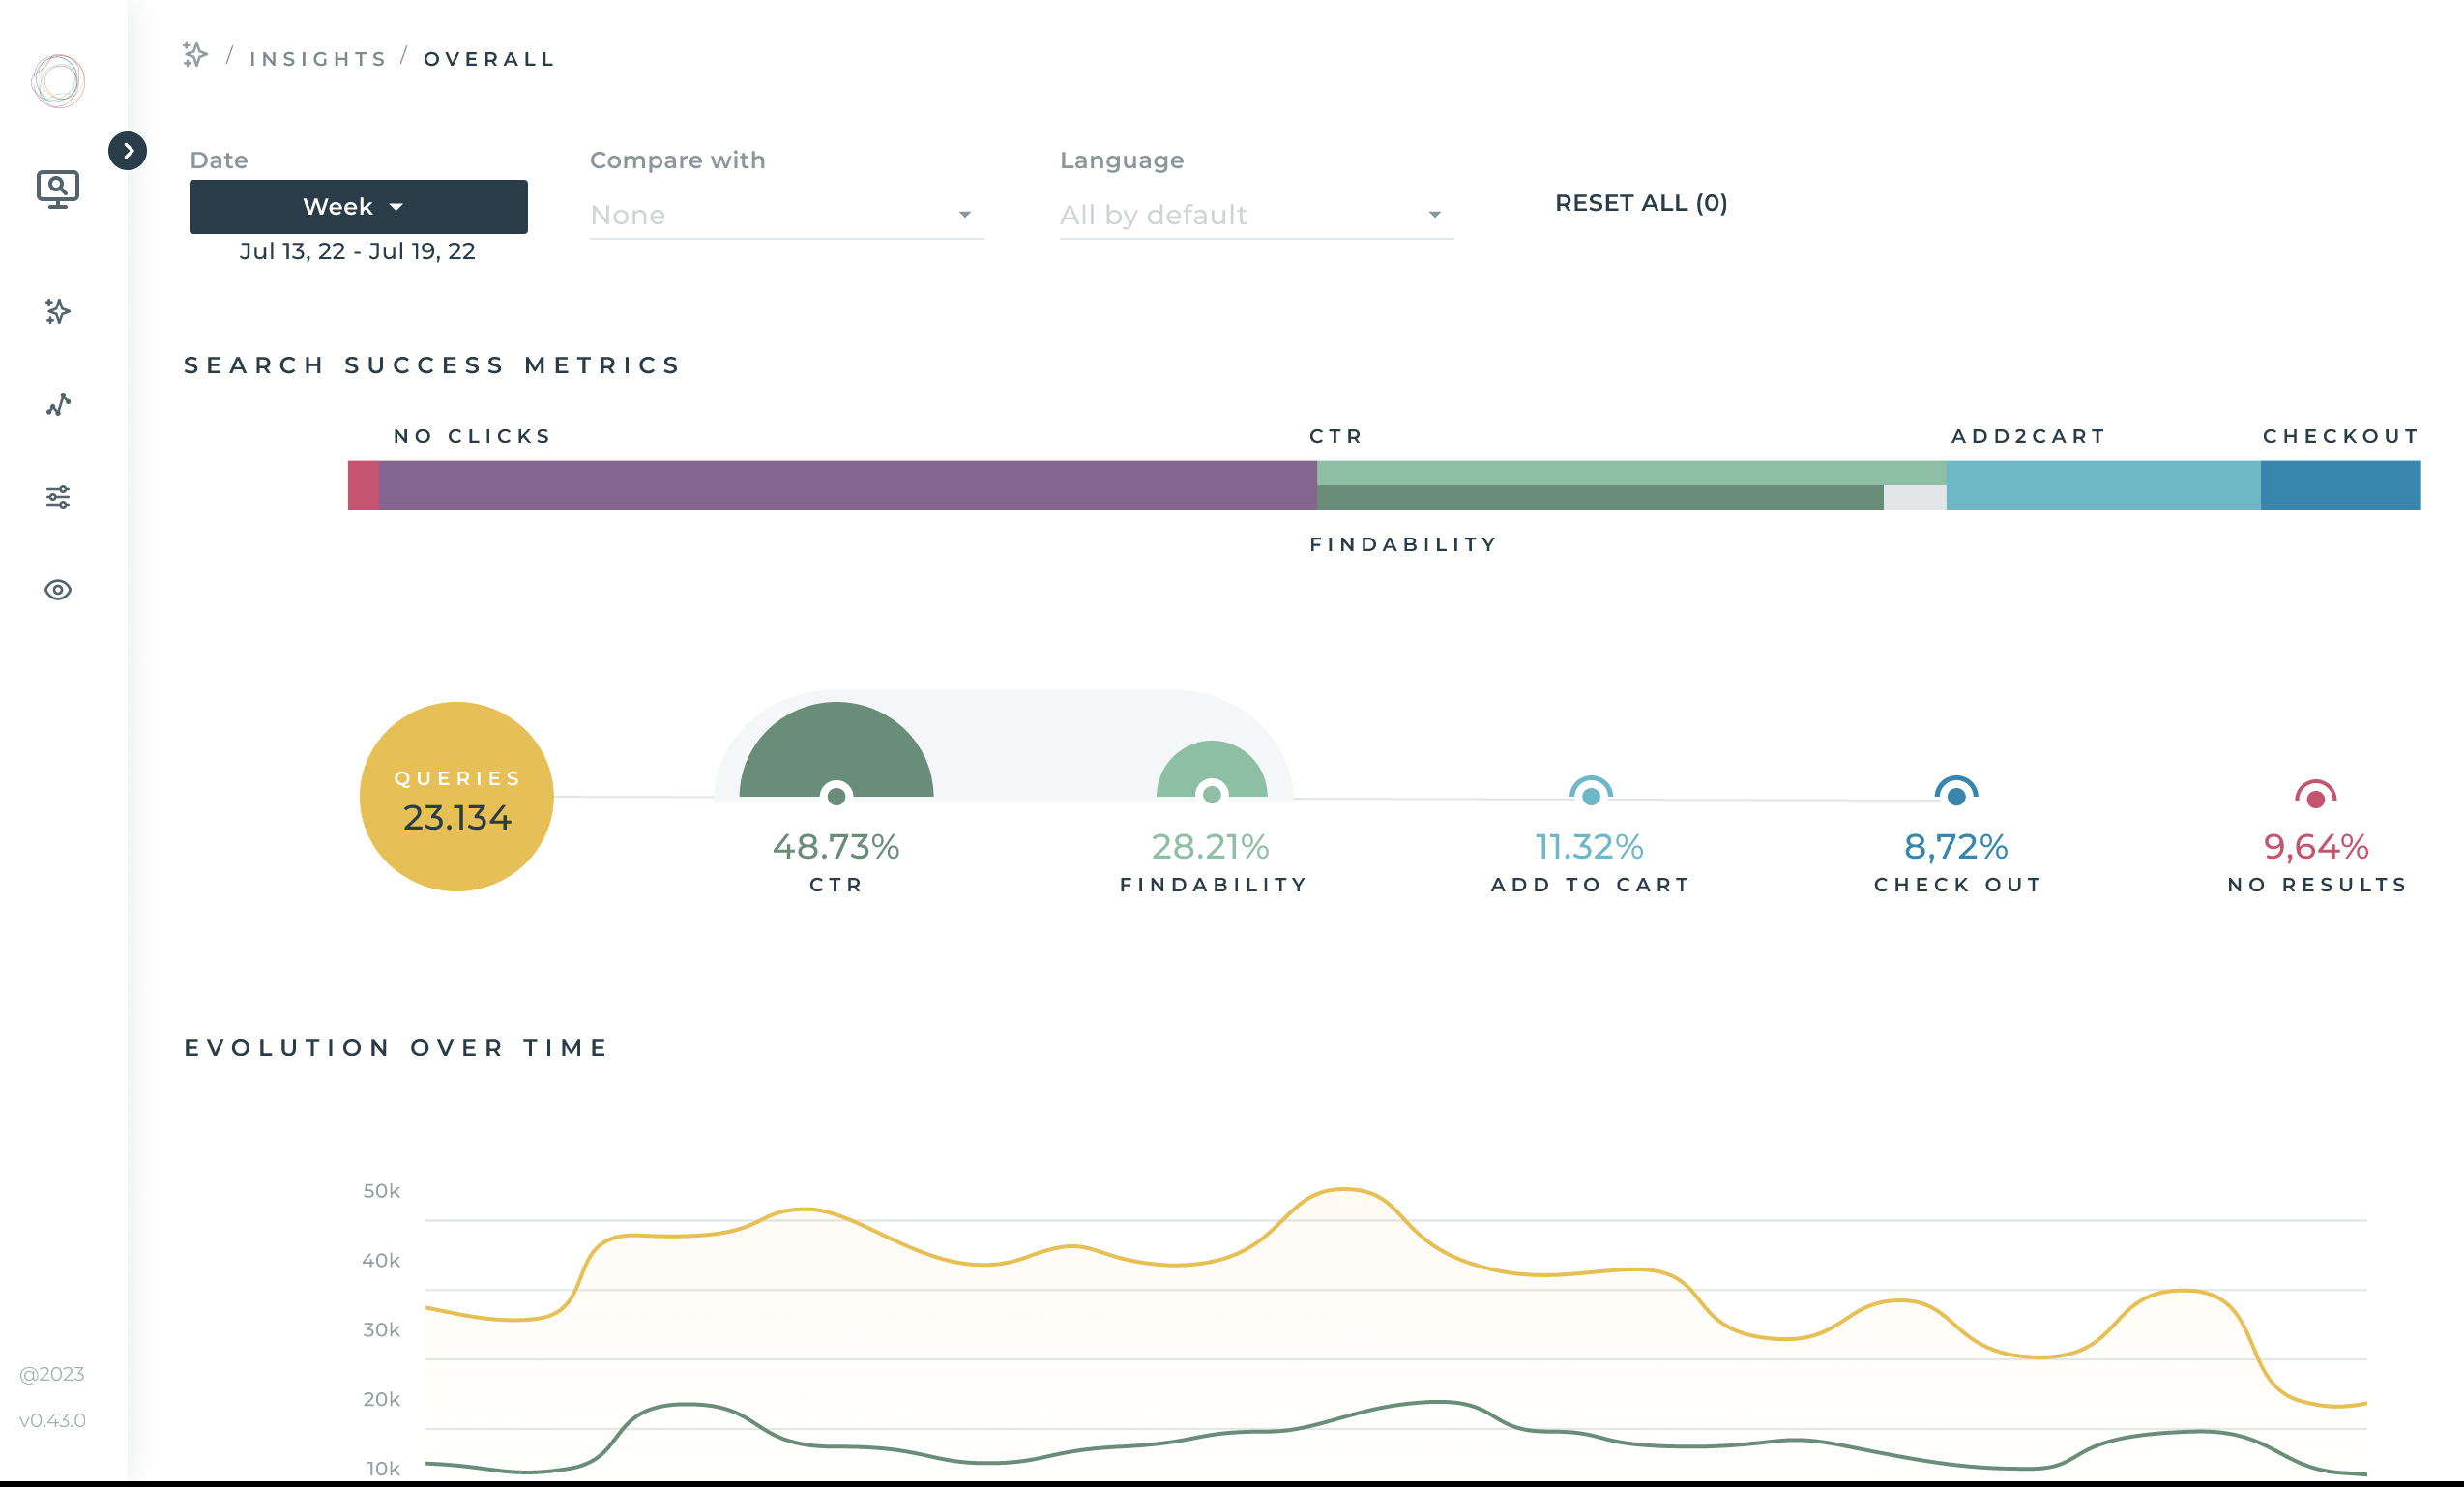 / INSIGHTS / OVERALL
Date
Compare with
Language
Week
None
All by default
RESET ALL (0)
Jul 13, 22 - Jul 19, 22
SEARCH SUCCESS METRICS
NO CLICKS
CTR
ADD2CART
CHECKOUT
FINDABILITY
QUERIES
23.134
48.73%
CTR
28.21%
FINDABILITY
11.32%
ADD TO CART
8,72%
CHECK OUT
9,64%
NO RESULTS
EVOLUTION OVER TIME
50k
40k
30k
20k
10k
@2023
v0.43.0